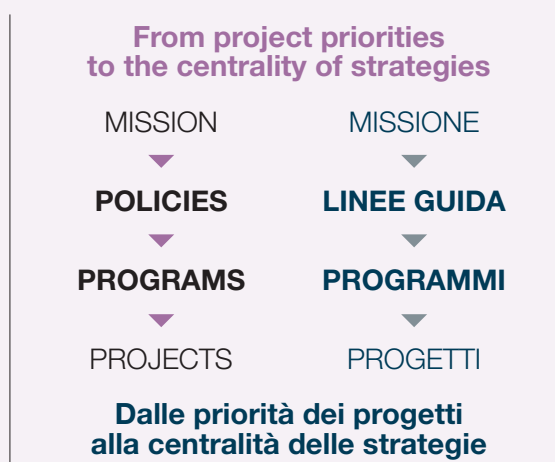 From project priorities
to the centrality of strategies
MISSION MISSIONE
POLICIES LINEE GUIDA
PROGRAMS PROGRAMMI
PROJECTS PROGETTI
Dalle priorità dei progetti
alla centralità delle strategie